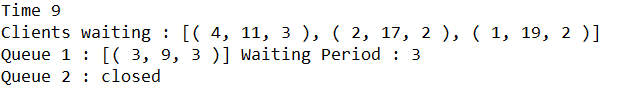 Time 9
Clients waiting : [( 4, 11, 3 ), ( 2, 17, 2 ), ( 1, 19, 2 )]
Queue 1 : [( 3, 9, 3 )] Waiting Period : 3
Queue 2 : closed